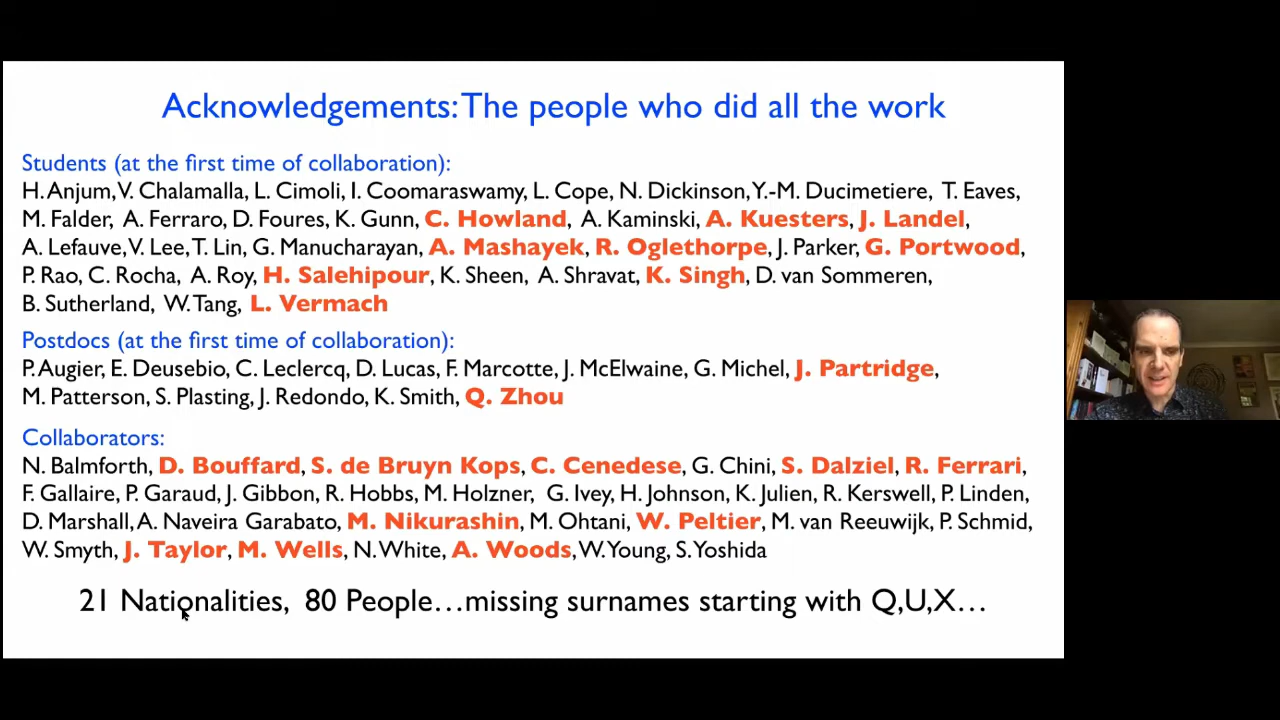 Acknowledgements: The people who did all the work
Students (at the first time of collaboration):
H. Anjum, V. Chalamalla, L. Cimoli, I. Coomaraswamy, L. Cope, N. Dickinson, Y.-M. Ducimetiere, T. Eaves,
M. Falder, A. Ferraro, D. Foures, K. Gunn, C. Howland, A. Kaminski, A. Kuesters, J. Landel,
A. Lefauve, V. Lee, T. Lin, G. Manucharayan, A. Mashayek, R. Oglethorpe, J. Parker, G. Portwood,
P. Rao, C. Rocha, A. Roy, H. Salehipour, K. Sheen, A. Shravat, K. Singh, D. van Sommeren,
B. Sutherland, W. Tang, L. Vermach
Postdocs (at the first time of collaboration):
P. Augier, E. Deusebio, C. Leclercq, D. Lucas, F. Marcotte, J. McElwaine, G. Michel, J. Partridge,
M. Patterson, S. Plasting, J. Redondo, K. Smith, Q. Zhou
Collaborators:
N. Balmforth, D. Bouffard, S. de Bruyn Kops, C. Cenedese, G. Chini, S. Dalziel, R. Ferrari,
F. Gallaire, P. Garaud, J. Gibbon, R. Hobbs, M. Holzner, G. Ivey, H. Johnson, K. Julien, R. Kerswell, P. Linden,
D. Marshall, A. Naveira Garabato, M. Nikurashin, M. Ohtani, W. Peltier, M. van Reeuwijk, P. Schmid,
W. Smyth, J. Taylor, M. Wells, N. White, A. Woods, W. Young, S. Yoshida
21 Nationalities, 80 People...missing surnames starting with Q,U,X...